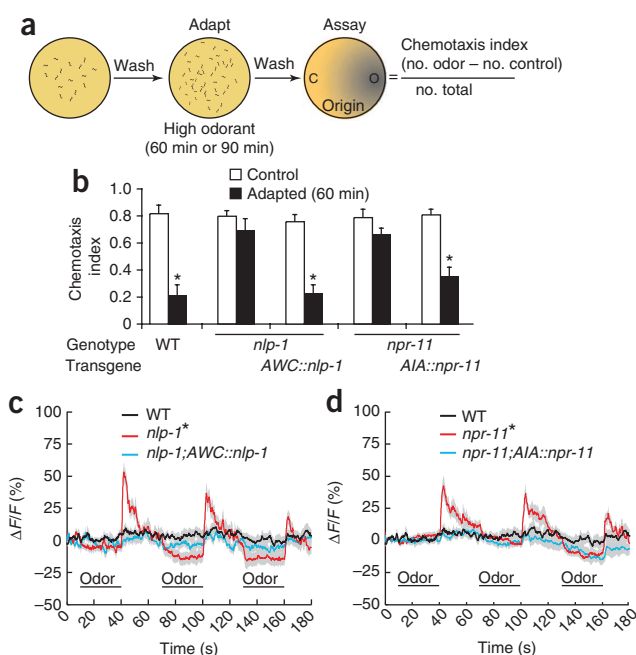 a
Adapt
Assay
Wash
Wash
C
O
Origin
=
Chemotaxis index
(no. odor – no. control)
no. total
High odorant
(60 min or 90 min)
b
Control
Adapted (60 min)
Chemotaxis
index
1.0
0.8
0.6
0.4
0.2
0
*
*
*
Genotype WT nlp-1 npr-11
Transgene AWC::nlp-1 AIA::npr-11
c
WT
nlp-1*
nlp-1;AWC::nlp-1
ΔF/F (%)
100
75
50
25
0
−25
−50
Odor Odor Odor
0 20 40 60 80 100 120 140 160 180
Time (s)
d
WT
npr-11*
npr-11;AIA::npr-11
ΔF/F (%)
100
75
50
25
0
−25
−50
Odor Odor Odor
0 20 40 60 80 100 120 140 160 180
Time (s)